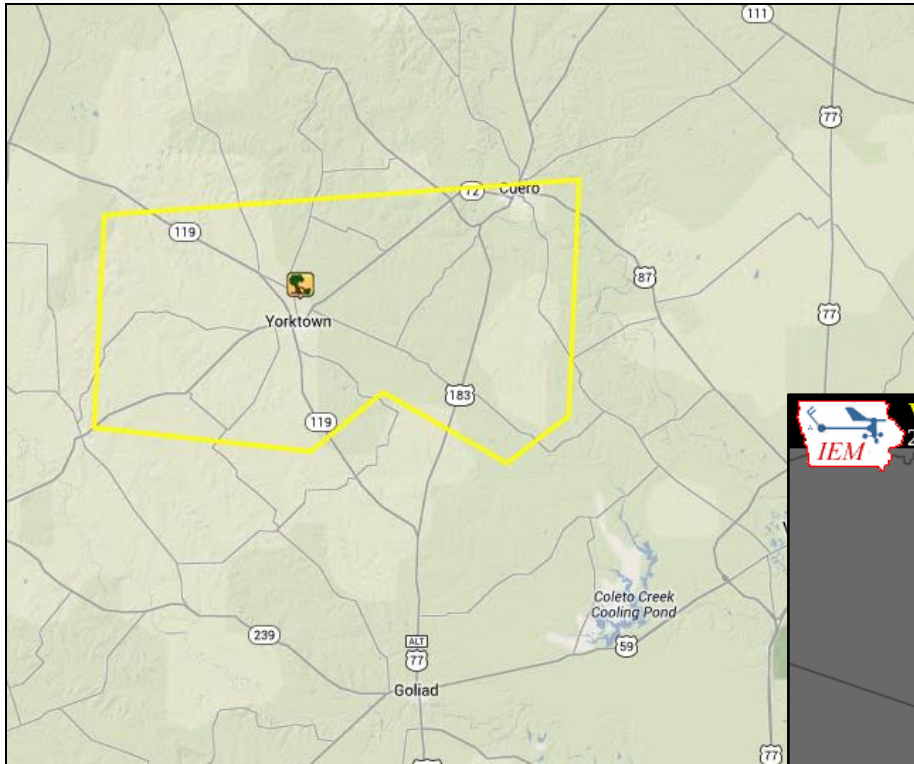 111
77
72
Cuero
119
87
77
Yorktown
183
119
IEM
2
Coleto Creek
Cooling Pond
239
59
ALT
77
Goliad
77